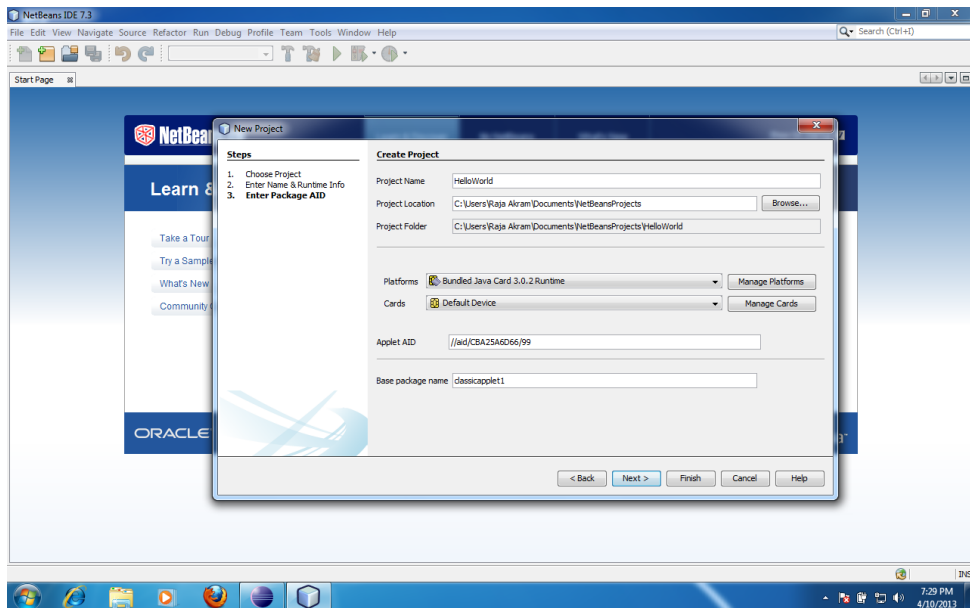 NetBeans IDE 7.3
File Edit View Navigate Source Refactor Run Debug Profile Team Tools Window Help
Search (Ctrl+I)
Start Page
NetBean
New Project
Learn &
Take a Tour
Try a Sample
What's New
Community
ORACLE
Steps
1. Choose Project
2. Enter Name & Runtime Info
3. Enter Package AID
Create Project
Project Name HelloWorld
Project Location C:\Users\Raja Akram\Documents\NetBeansProjects Browse...
Project Folder C:\Users\Raja Akram\Documents\NetBeansProjects\HelloWorld
Platforms Bundled Java Card 3.0.2 Runtime Manage Platforms
Cards Default Device Manage Cards
Applet AID //aid/CBA25A6D66/99
Base package name classicapplet1
< Back Next > Finish Cancel Help
INS
7:29 PM
4/10/2013